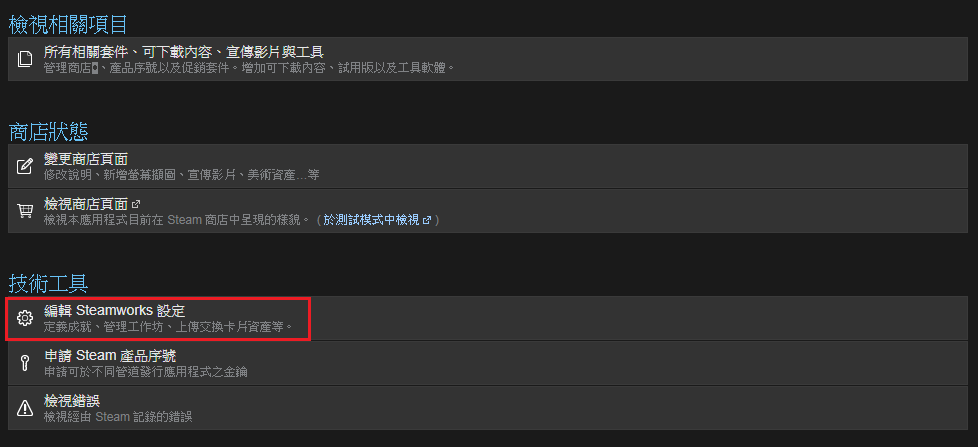 檢視相關項目
所有相關套件、可下載內容、宣傳影片與工具
管理商店、產品序號以及促銷套件。增加可下載內容、試用版以及工具軟體。
商店狀態
變更商店頁面
修改說明、新增螢幕擷圖、宣傳影片、美術資產...等
檢視商店頁面
檢視本應用程式目前在 Steam 商店中呈現的樣貌。 ( 於測試模式中檢視 )
技術工具
編輯 Steamworks 設定
定義成就、管理工作坊、上傳交換卡片資產等。
申請 Steam 產品序號
申請可於不同管道發行應用程式之金鑰
檢視錯誤
檢視經由 Steam 記錄的錯誤